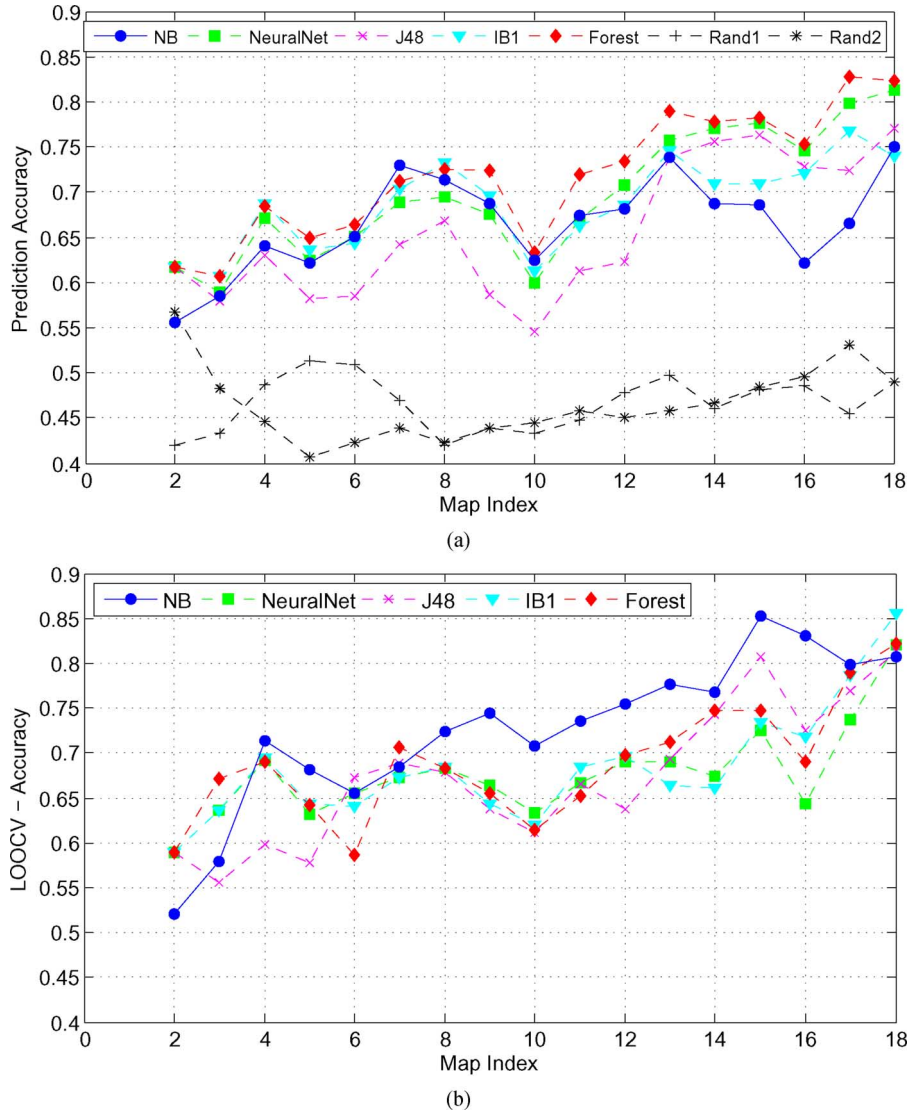 0.9
NB NeuralNet J48 IB1 Forest Rand1 Rand2
0.85
0.8
0.75
0.7
0.65
0.6
0.55
0.5
0.45
0.4
Prediction Accuracy
0 2 4 6 8 10 12 14 16 18
Map Index
(a)
0.9
NB NeuralNet J48 IB1 Forest
0.85
0.8
0.75
0.7
0.65
0.6
0.55
0.5
0.45
0.4
LOOCV – Accuracy
0 2 4 6 8 10 12 14 16 18
Map Index
(b)